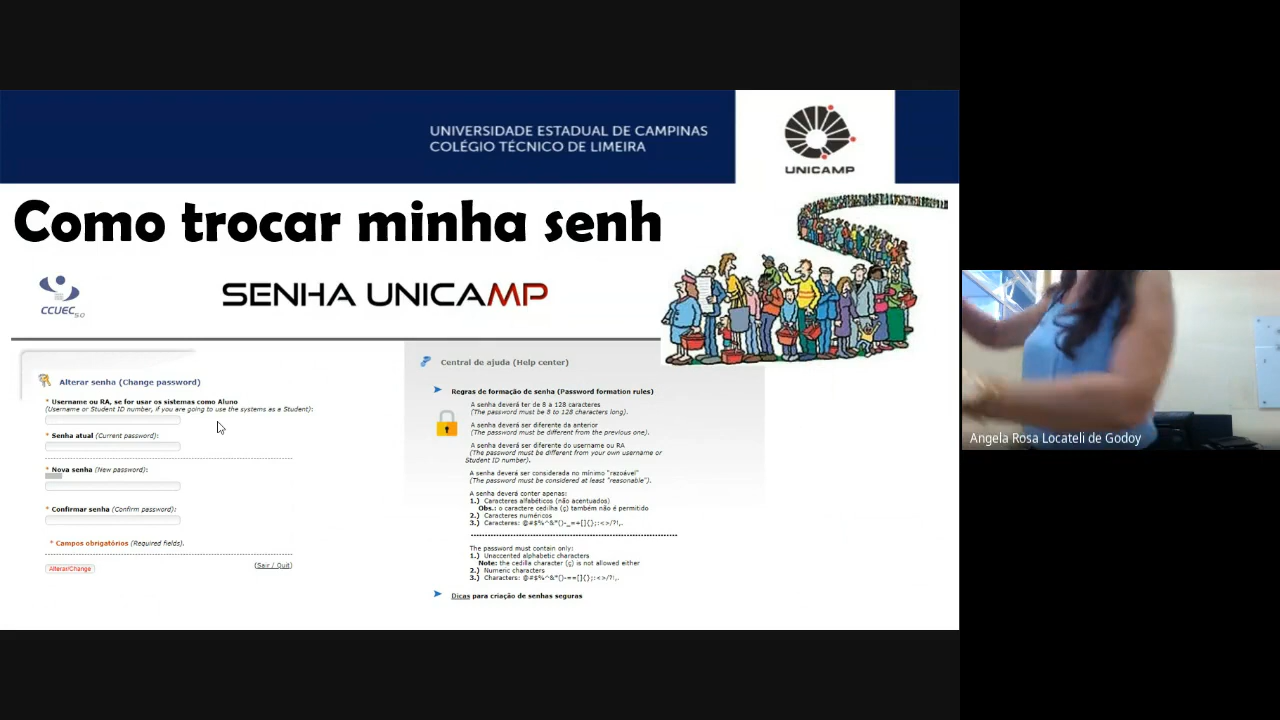 UNIVERSIDADE ESTADUAL DE CAMPINAS
COLÉGIO TÉCNICO DE LIMEIRA
UNICAMP
Como trocar minha senh
CCUEC
SENHA UNICAMP
Alterar senha (Change password)
* Username ou RA, se for usar os sistemas como Aluno
(Username or Student ID number, if you are going to use the systems as a Student):
* Senha atual (Current password):
* Nova senha (New password):
* Confirmar senha (Confirm password):
* Campos obrigatórios (Required fields).
Alterar/Change
(Sair / Quit)
Central de ajuda (Help center)
Regras de formação de senha (Password formation rules)
A senha deverá ter de 8 a 128 caracteres
(The password must be 8 to 128 characters long).
A senha deverá ser diferente da anterior
(The password must be different from the previous one).
A senha deverá ser diferente do username ou RA
(The password must be different from your own username or
Student ID number).
A senha deverá ser considerada no mínimo "razoável"
(The password must be considered at least "reasonable").
A senha deverá conter apenas:
1.) Caracteres alfabéticos (não acentuados)
Obs.: o caractere cedilha (ç) também não é permitido
2.) Caracteres numéricos
3.) Caracteres: @#$%^&*()-_=+[]{};:<>/?!,.
The password must contain only:
1.) Unaccented alphabetic characters
Note: the cedilla character (ç) is not allowed either
2.) Numeric characters
3.) Characters: @#$%^&*()-=+[]{};:<>/?!,.
Dicas para criação de senhas seguras
Angela Rosa Locateli de Godoy